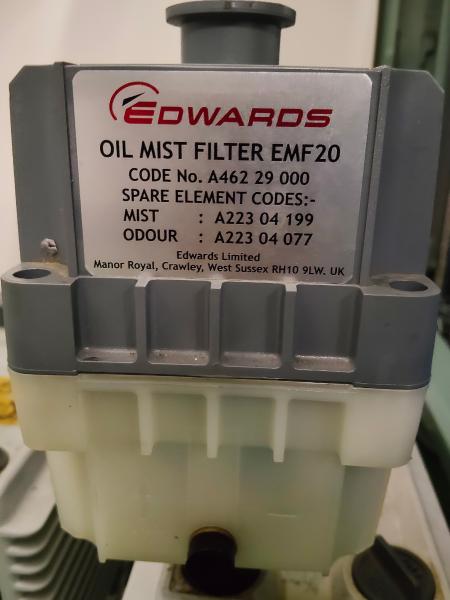 EDWARDS
OIL MIST FILTER EMF20
CODE No. A462 29 000
SPARE ELEMENT CODES:-
MIST : A223 04 199
ODOUR : A223 04 077
Edwards Limited
Manor Royal, Crawley, West Sussex RH10 9LW. UK